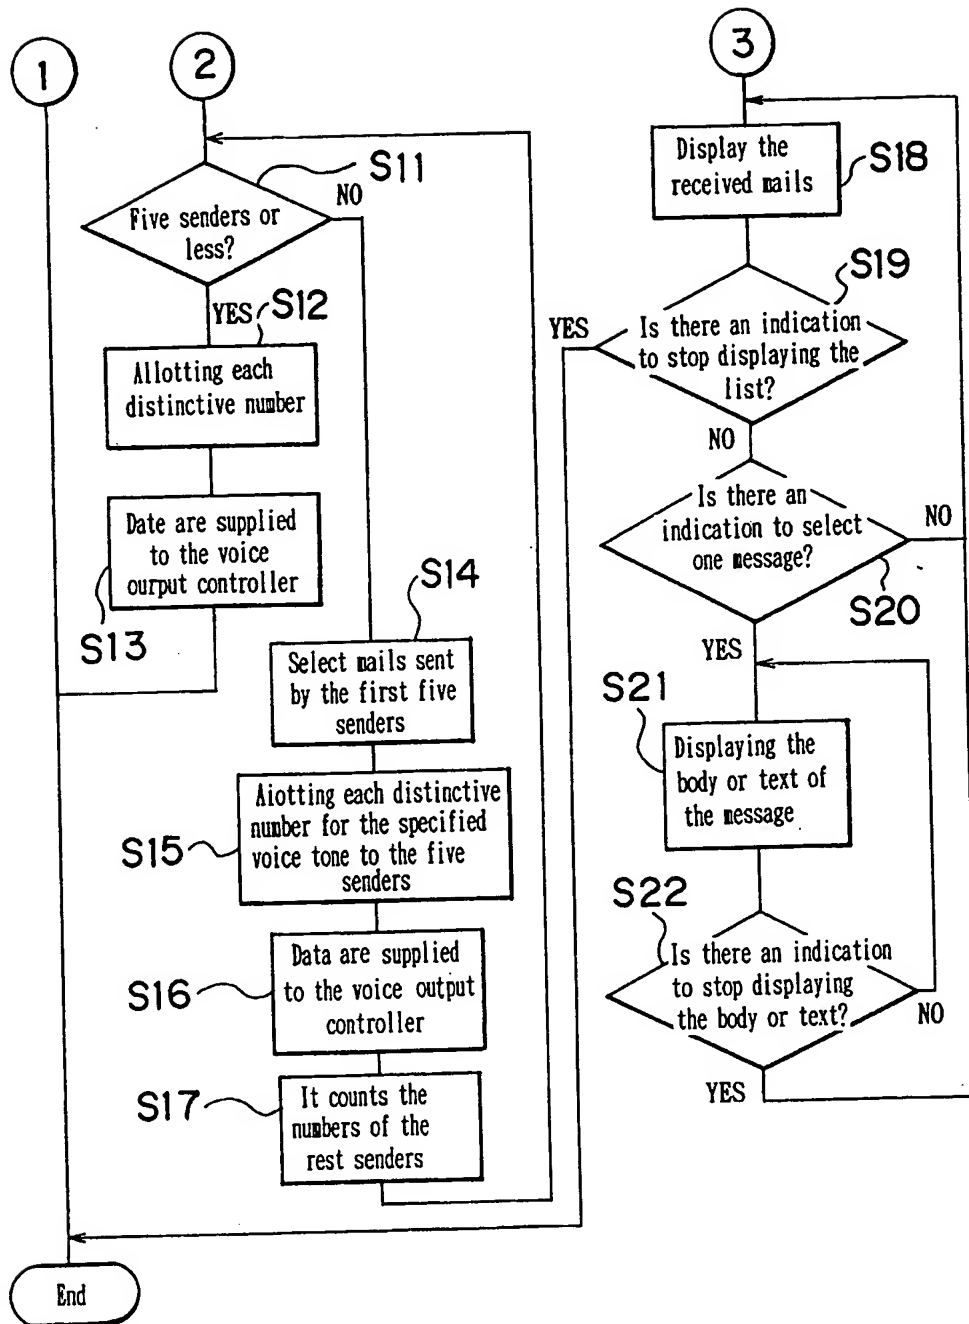 1
2
S11
Five senders or
less?
NO
YES
S12
Allotting each
distinctive number
Date are supplied
to the voice
ourput controller
S13
S14
Select mails sent
by the first five
senders
Aiotting each distinctive
number for the specified
voice tone to the five
senders
S15
Data are supplied
to the voice output
controller
S16
It counts the
numbers of the
rest senders
S17
End
3
Display the
received mails
S18
S19
Is there an indication
to stop displaying the
list?
YES
NO
Is there an
indication to select
one message?
NO
S20
YES
S21
Displaying the
body or text of
the message
S22
Is there an indication
to stop displaying
the body or text?
NO
YES